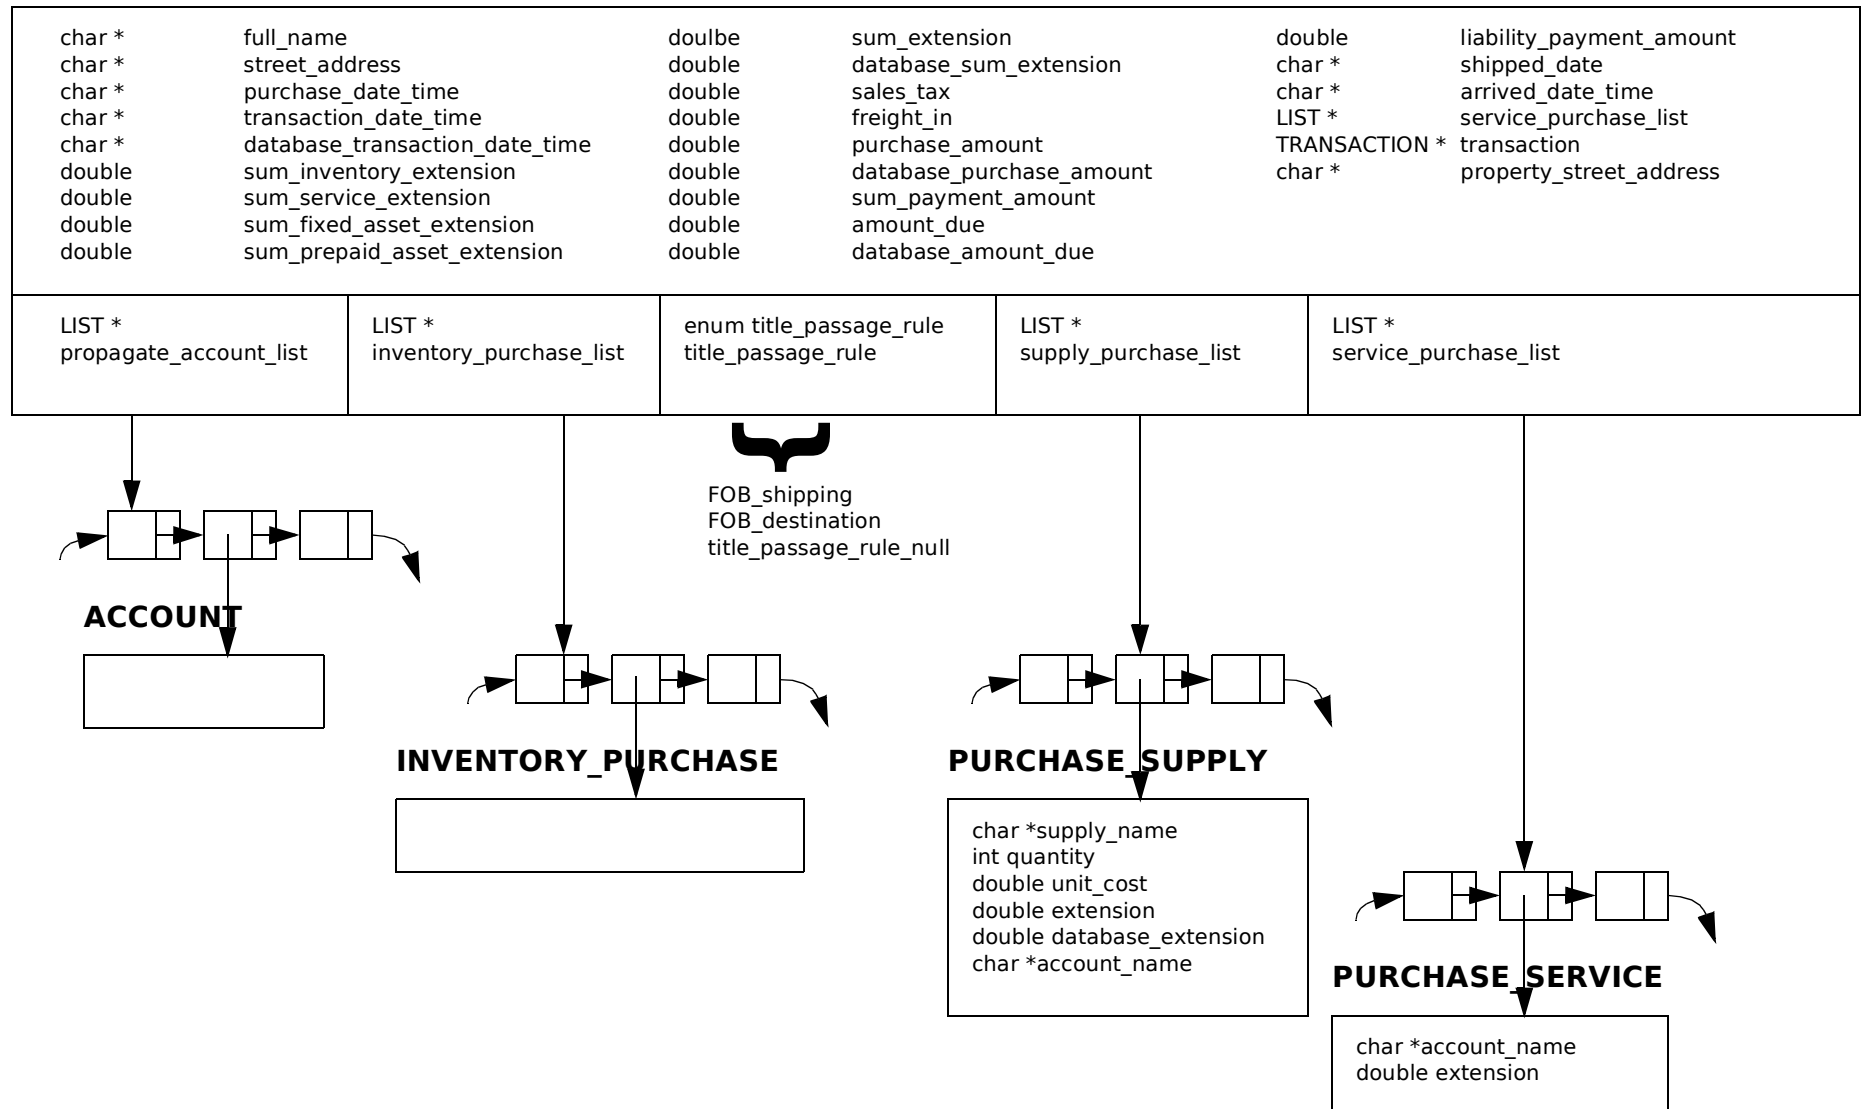 char * full_name
char * street_address
char * purchase_date_time
char * transaction_date_time
char * database_transaction_date_time
double sum_inventory_extension
double sum_service_extension
double sum_fixed_asset_extension
double sum_prepaid_asset_extension
doulbe sum_extension
double database_sum_extension
double sales_tax
double freight_in
double purchase_amount
double database_purchase_amount
double sum_payment_amount
double amount_due
double database_amount_due
double liability_payment_amount
char * shipped_date
char * arrived_date_time
LIST * service_purchase_list
TRANSACTION * transaction
char * property_street_address
LIST *
propagate_account_list
LIST *
inventory_purchase_list
enum title_passage_rule
title_passage_rule
LIST *
supply_purchase_list
LIST *
service_purchase_list
FOB_shipping
FOB_destination
title_passage_rule_null
ACCOUNT
INVENTORY_PURCHASE
PURCHASE_SUPPLY
char *supply_name
int quantity
double unit_cost
double extension
double database_extension
char *account_name
PURCHASE_SERVICE
char *account_name
double extension